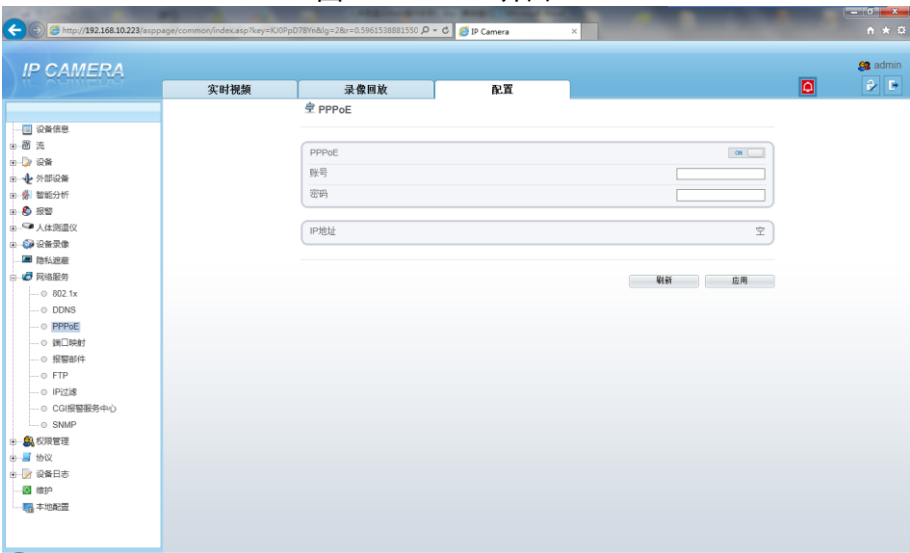 http://192.168.10.223/asppage/common/index.asp?key=KJ0PpD78Yn&lg=2&r=0.5961538881550
IP Camera
IP CAMERA
admin
实时视频 录像回放 配置
PPPoE
设备信息
流
设备
外部设备
智能分析
报警
人体测温仪
设备录像
隐私遮蔽
网络服务
802.1x
DDNS
PPPoE
端口映射
报警邮件
FTP
IP过滤
CGI报警服务中心
SNMP
权限管理
协议
设备日志
维护
本地配置
PPPoE ON
账号
密码
IP地址 空
刷新 应用